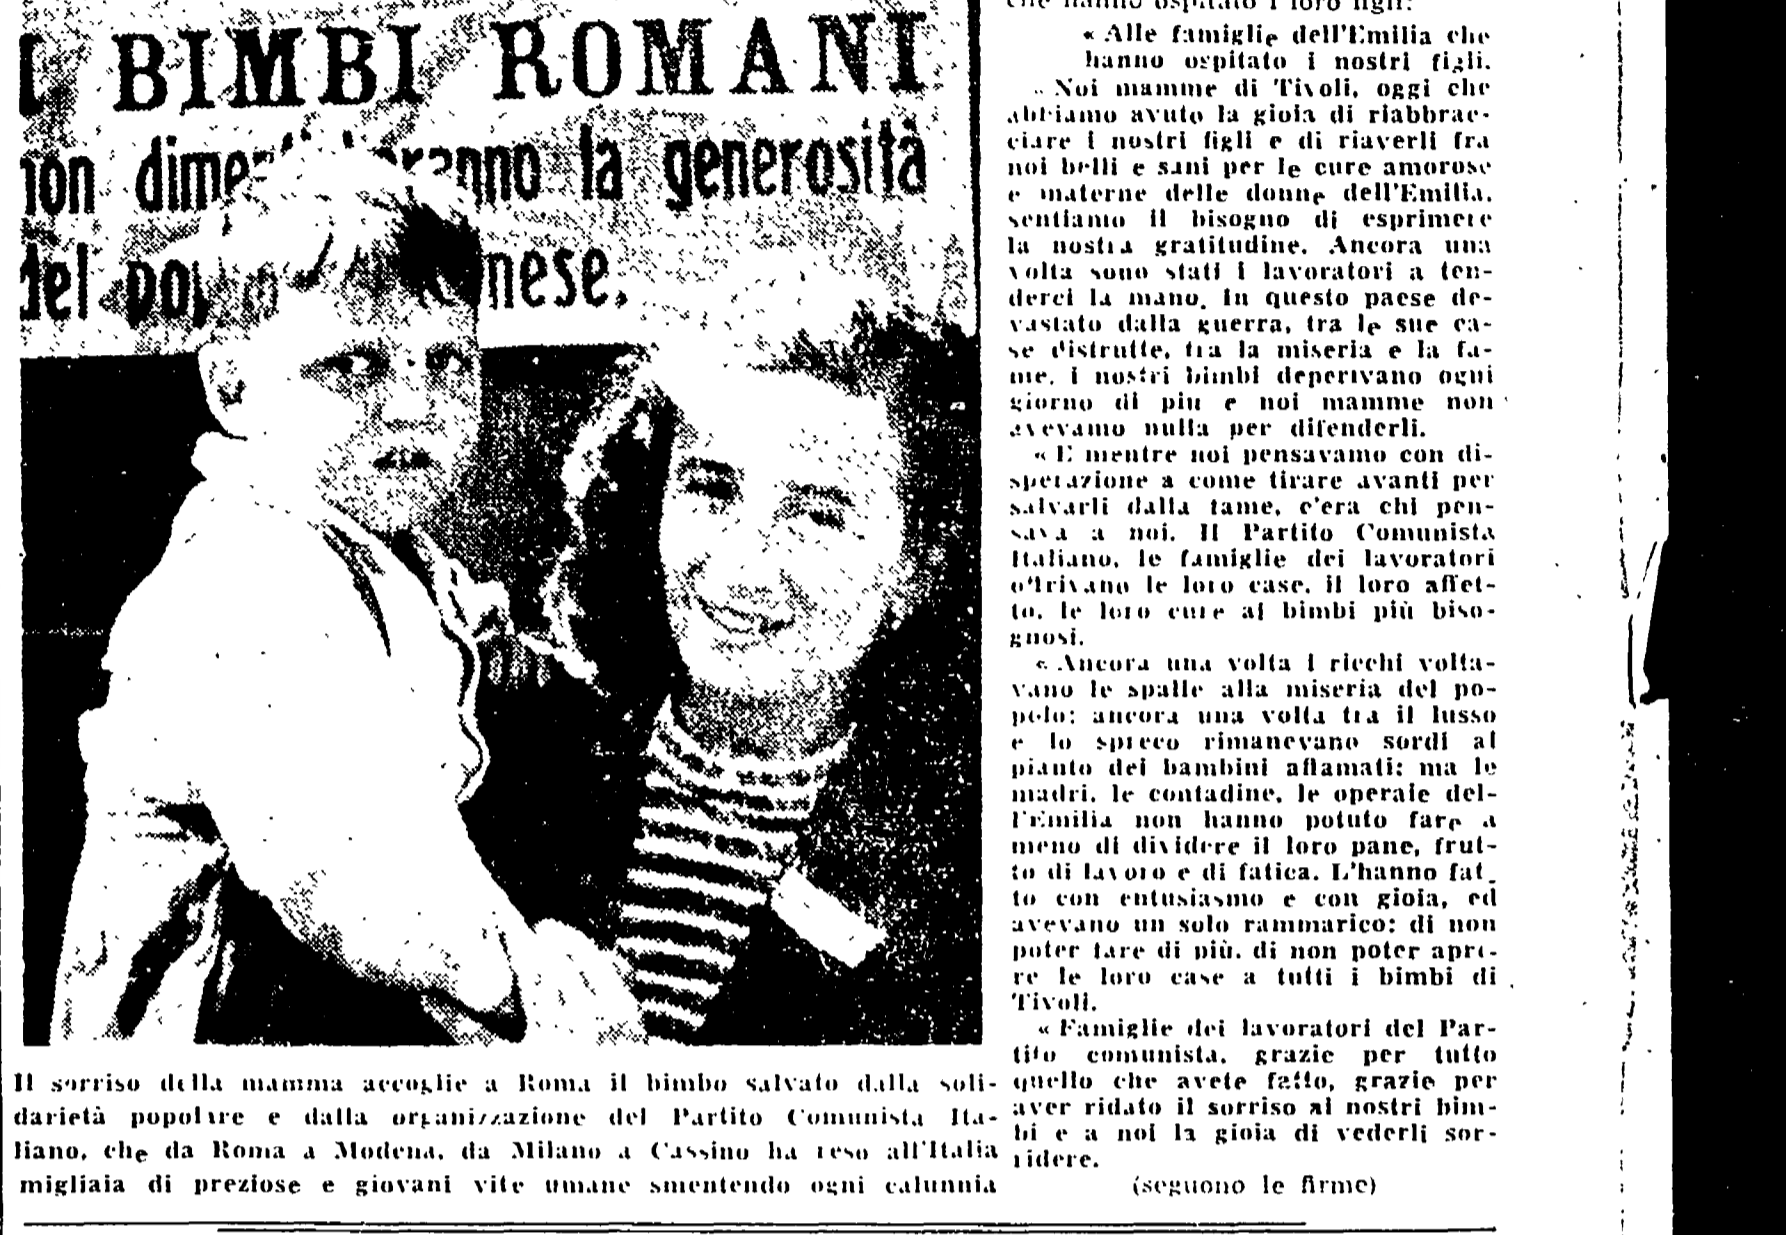 I BIMBI ROMANI
non dimenticheranno la generosità
del po nese.
Il sorriso della mamma accoglie a Roma il bimbo salvato dalla soli-
darietà popolare e dalla organizzazione del Partito Comunista Ita-
liano, che da Roma a Modena, da Milano a Cassino ha reso all'Italia
migliaia di preziose e giovani vite umane smentendo ogni calunnia
che hanno ospitato i loro figli:
« Alle famiglie dell'Emilia che
hanno ospitato i nostri figli.
« Noi mamme di Tivoli, oggi che
abbiamo avuto la gioia di riabbrac-
ciare i nostri figli e di riaverli fra
noi belli e sani per le cure amorose
e materne delle donne dell'Emilia,
sentiamo il bisogno di esprimere
la nostra gratitudine. Ancora una
volta sono stati i lavoratori a ten-
derci la mano. In questo paese de-
vastato dalla guerra, tra le sue ca-
se distrutte, tra la miseria e la fa-
me, i nostri bimbi deperivano ogni
giorno di più e noi mamme non
avevamo nulla per difenderli.
« E mentre noi pensavamo con di-
sperazione a come tirare avanti per
salvarli dalla fame, c'era chi pen-
sava a noi. Il Partito Comunista
Italiano, le famiglie dei lavoratori
offrivano le loro case, il loro affet-
to, le loro cure ai bimbi più biso-
gnosi.
« Ancora una volta i ricchi volta-
vano le spalle alla miseria del po-
polo; ancora una volta tra il lusso
e lo spreco rimanevano sordi al
pianto dei bambini affamati; ma le
madri, le contadine, le operaie del-
l'Emilia non hanno potuto fare a
meno di dividere il loro pane, frut-
to di lavoro e di fatica. L'hanno fat-
to con entusiasmo e con gioia, ed
avevano un solo rammarico: di non
poter fare di più, di non poter apri-
re le loro case a tutti i bimbi di
Tivoli.
« Famiglie dei lavoratori del Par-
tito comunista, grazie per tutto
quello che avete fatto, grazie per
aver ridato il sorriso ai nostri bim-
bi e a noi la gioia di vederli sor-
ridere.
(seguono le firme)